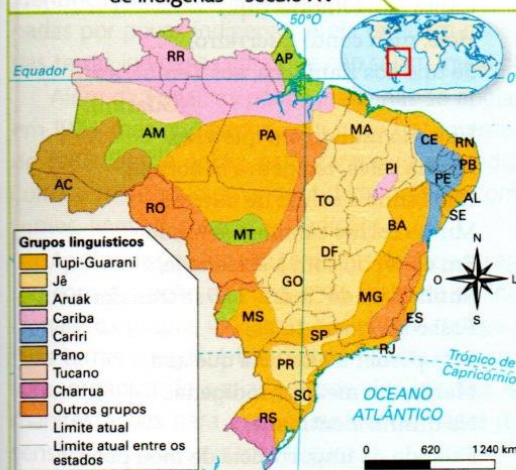 de indígenas – século XV
50°O
Equador
0°
RR
AP
AM
PA
MA
CE
RN
PB
PE
PI
AC
TO
AL
SE
RO
BA
MT
DF
GO
MG
MS
ES
SP
RJ
PR
SC
RS
N
O
L
S
Trópico de
Capricórnio
OCEANO
ATLÂNTICO
0 620 1240 km
Grupos linguísticos
Tupi-Guarani
Jê
Aruak
Cariba
Cariri
Pano
Tucano
Charrua
Outros grupos
Limite atual
Limite atual entre os
estados